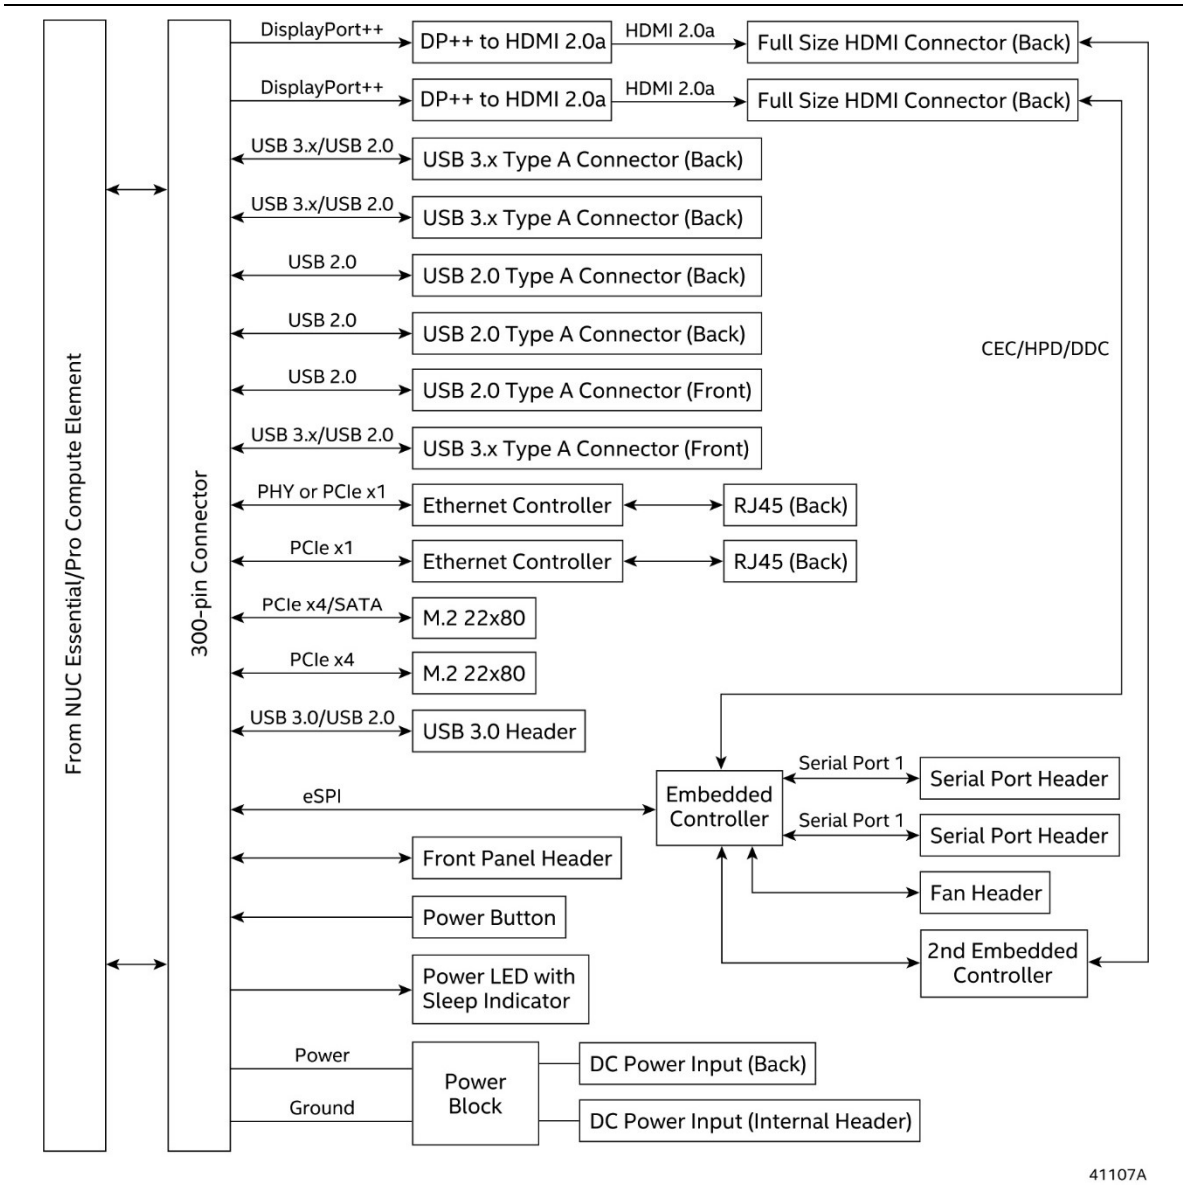 DisplayPort++
DP++ to HDMI 2.0a
HDMI 2.0a
Full Size HDMI Connector (Back)
DisplayPort++
DP++ to HDMI 2.0a
HDMI 2.0a
Full Size HDMI Connector (Back)
USB 3.x/USB 2.0
USB 3.x Type A Connector (Back)
USB 3.x/USB 2.0
USB 3.x Type A Connector (Back)
USB 2.0
USB 2.0 Type A Connector (Back)
USB 2.0
USB 2.0 Type A Connector (Back)
CEC/HPD/DDC
USB 2.0
USB 2.0 Type A Connector (Front)
USB 3.x/USB 2.0
USB 3.x Type A Connector (Front)
From NUC Essential/Pro Compute Element
300-pin Connector
PHY or PCIe x1
Ethernet Controller
RJ45 (Back)
PCIe x1
Ethernet Controller
RJ45 (Back)
PCIe x4/SATA
M.2 22x80
PCIe x4
M.2 22x80
USB 3.0/USB 2.0
USB 3.0 Header
eSPI
Embedded
Controller
Serial Port 1
Serial Port Header
Serial Port 1
Serial Port Header
Front Panel Header
Fan Header
Power Button
2nd Embedded
Controller
Power LED with
Sleep Indicator
Power
Ground
Power
Block
DC Power Input (Back)
DC Power Input (Internal Header)
41107A